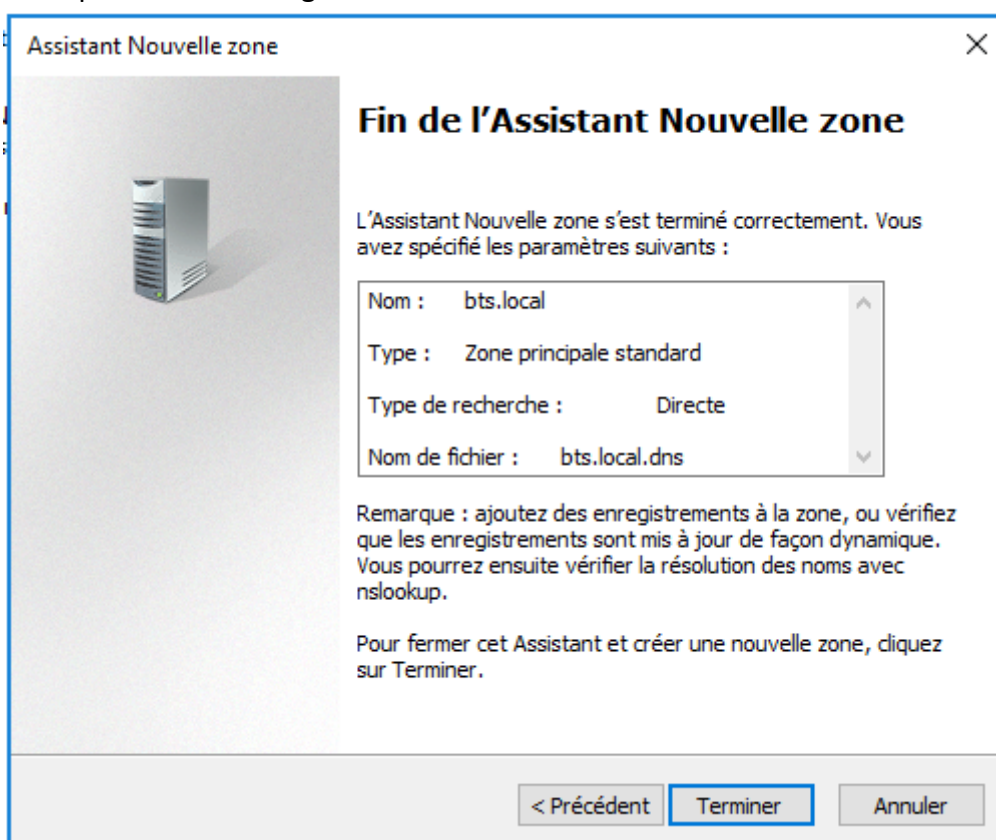 Assistant Nouvelle zone
Fin de l’Assistant Nouvelle zone
L’Assistant Nouvelle zone s’est terminé correctement. Vous
avez spécifié les paramètres suivants :
Nom : bts.local
Type : Zone principale standard
Type de recherche : Directe
Nom de fichier : bts.local.dns
Remarque : ajoutez des enregistrements à la zone, ou vérifiez
que les enregistrements sont mis à jour de façon dynamique.
Vous pourrez ensuite vérifier la résolution des noms avec
nslookup.
Pour fermer cet Assistant et créer une nouvelle zone, cliquez
sur Terminer.
< Précédent Terminer Annuler